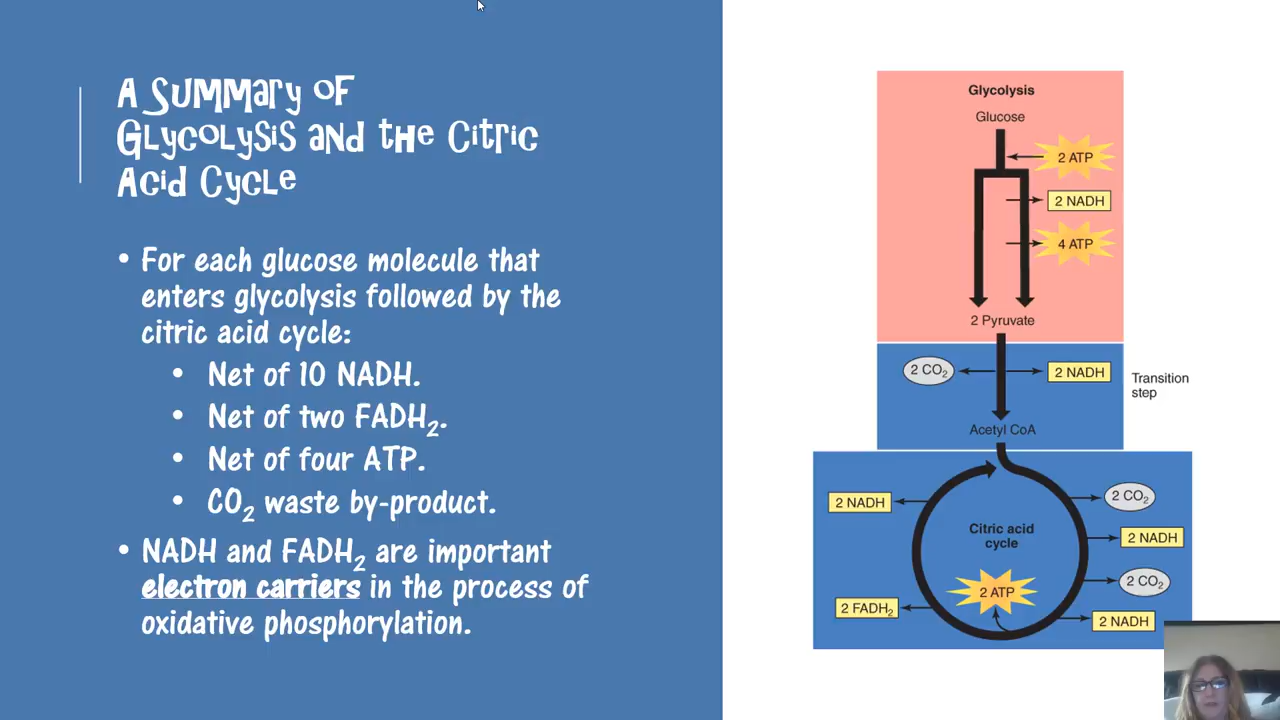 A Summary of
Glycolysis and the Citric
Acid Cycle
• For each glucose molecule that
enters glycolysis followed by the
citric acid cycle:
• Net of 10 NADH.
• Net of two FADH₂.
• Net of four ATP.
• CO₂ waste by-product.
• NADH and FADH₂ are important
electron carriers in the process of
oxidative phosphorylation.
Glycolysis
Glucose
2 ATP
2 NADH
4 ATP
2 Pyruvate
2 CO₂
2 NADH
Transition
step
Acetyl CoA
2 NADH
2 CO₂
Citric acid
cycle
2 NADH
2 CO₂
2 ATP
2 FADH₂
2 NADH